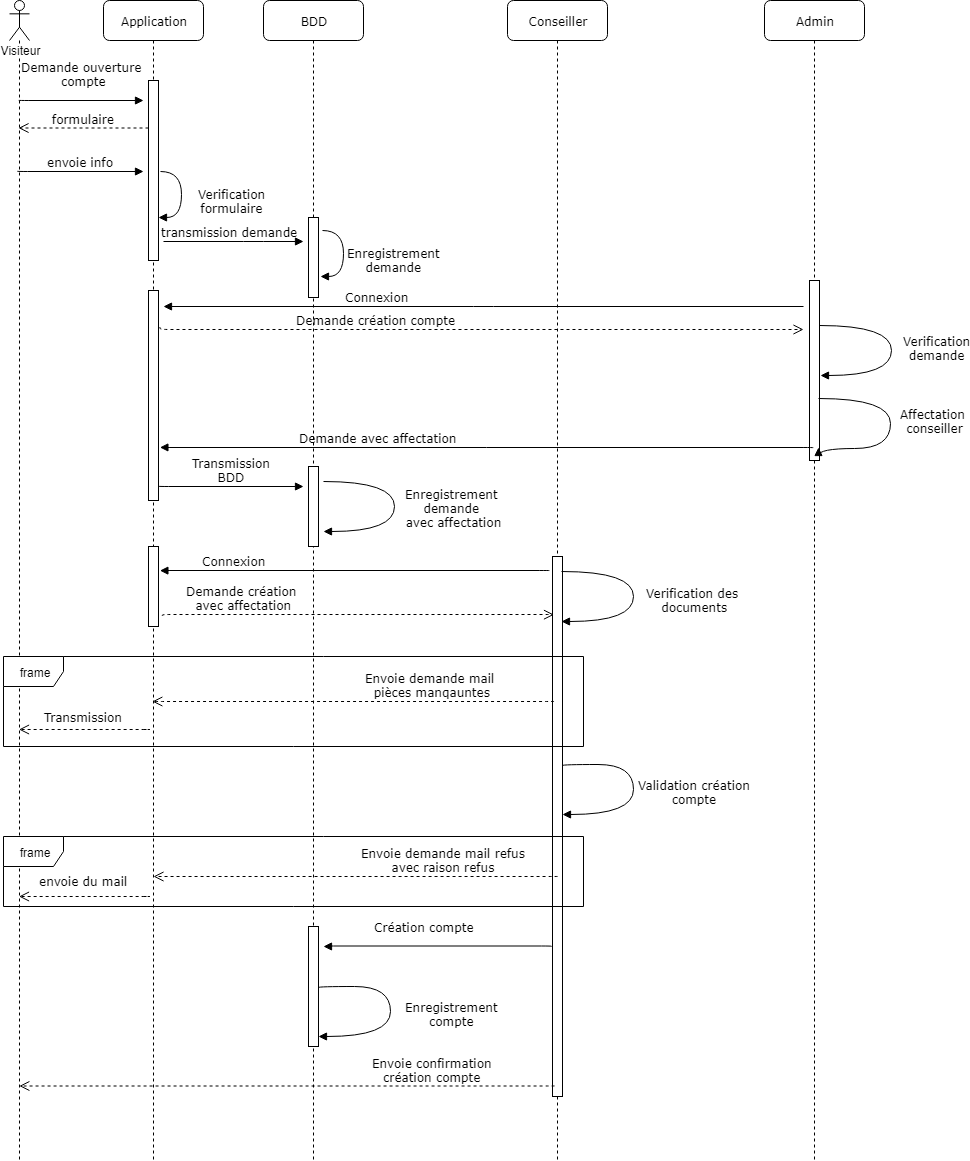 Visiteur
Application
BDD
Conseiller
Admin
Demande ouverture
compte
formulaire
envoie info
Verification
formulaire
transmission demande
Enregistrement
demande
Connexion
Demande création compte
Verification
demande
Affectation
conseiller
Demande avec affectation
Transmission
BDD
Enregistrement
demande
avec affectation
Connexion
Demande création
avec affectation
Verification des
documents
frame
Envoie demande mail
pièces manqauntes
Transmission
Validation création
compte
frame
Envoie demande mail refus
avec raison refus
envoie du mail
Création compte
Enregistrement
compte
Envoie confirmation
création compte